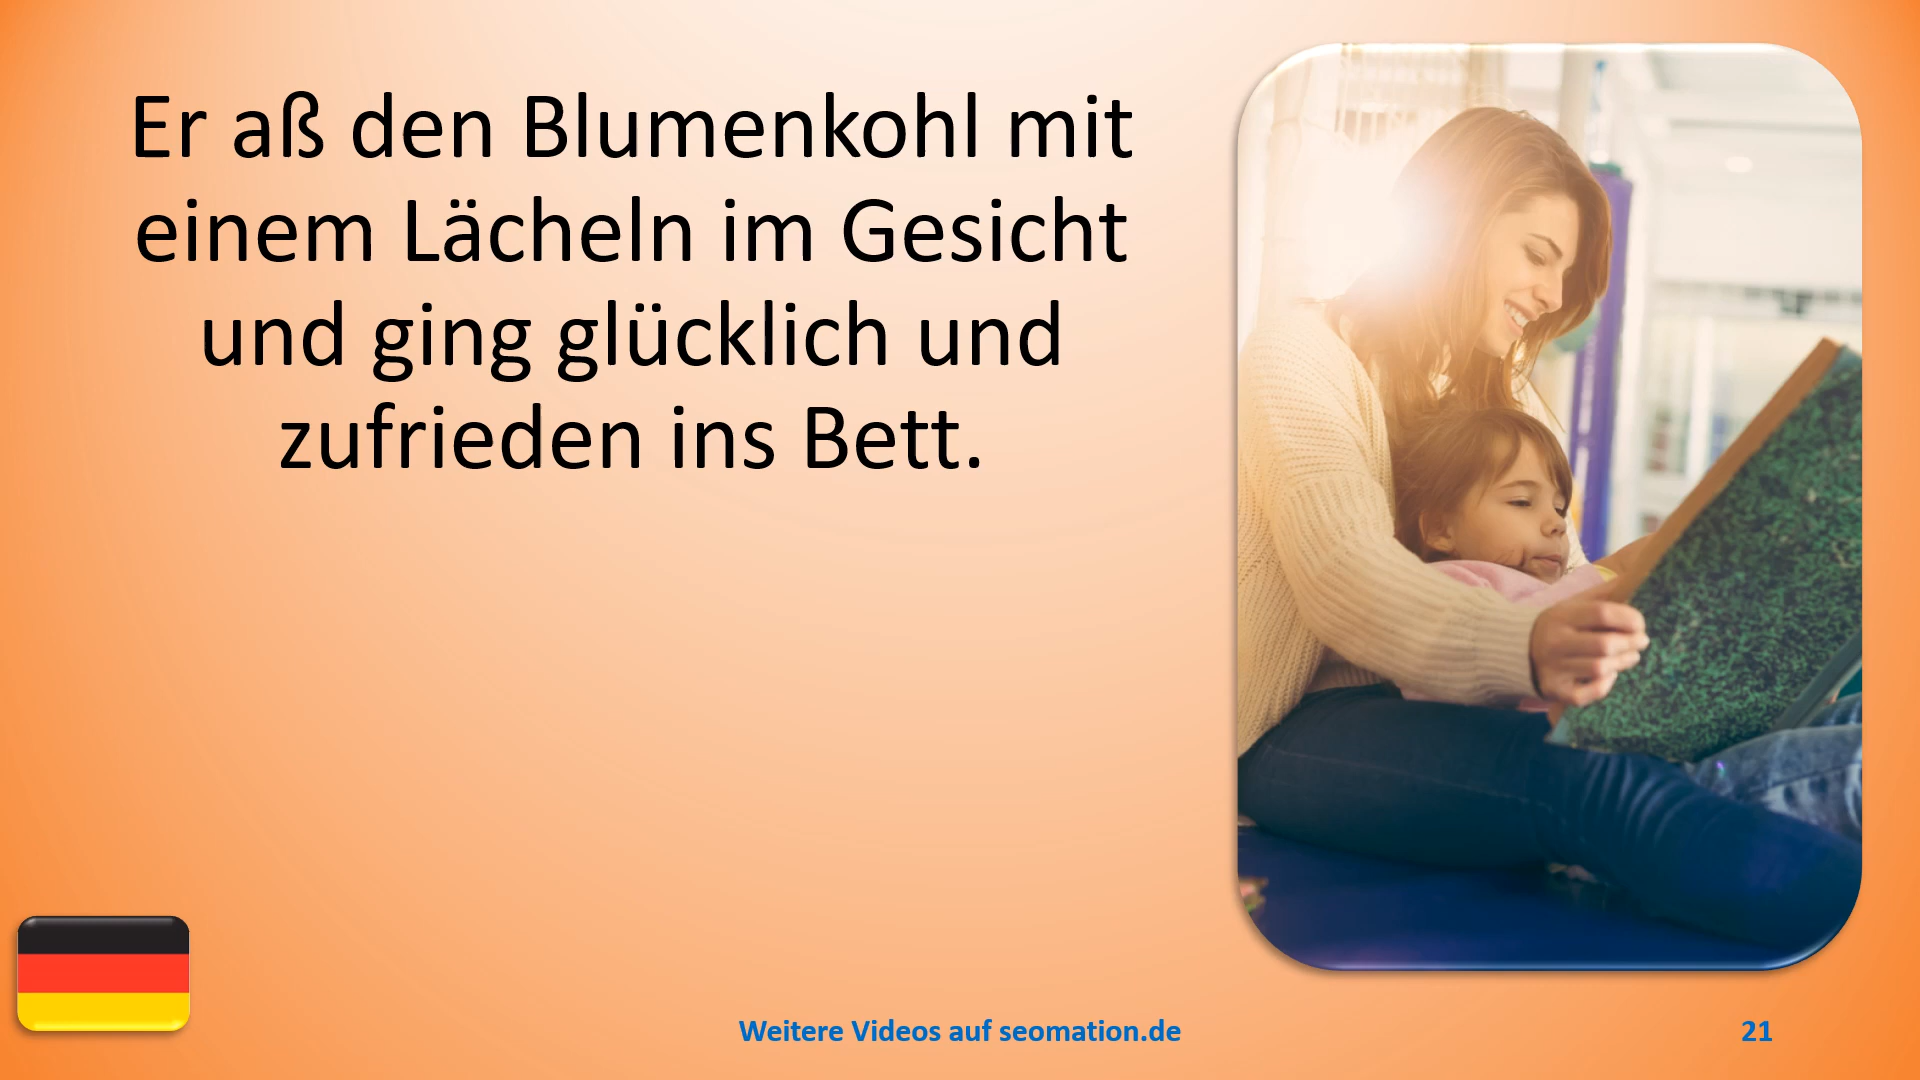 Er aß den Blumenkohl mit
einem Lächeln im Gesicht
und ging glücklich und
zufrieden ins Bett.
Weitere Videos auf seomation.de
21